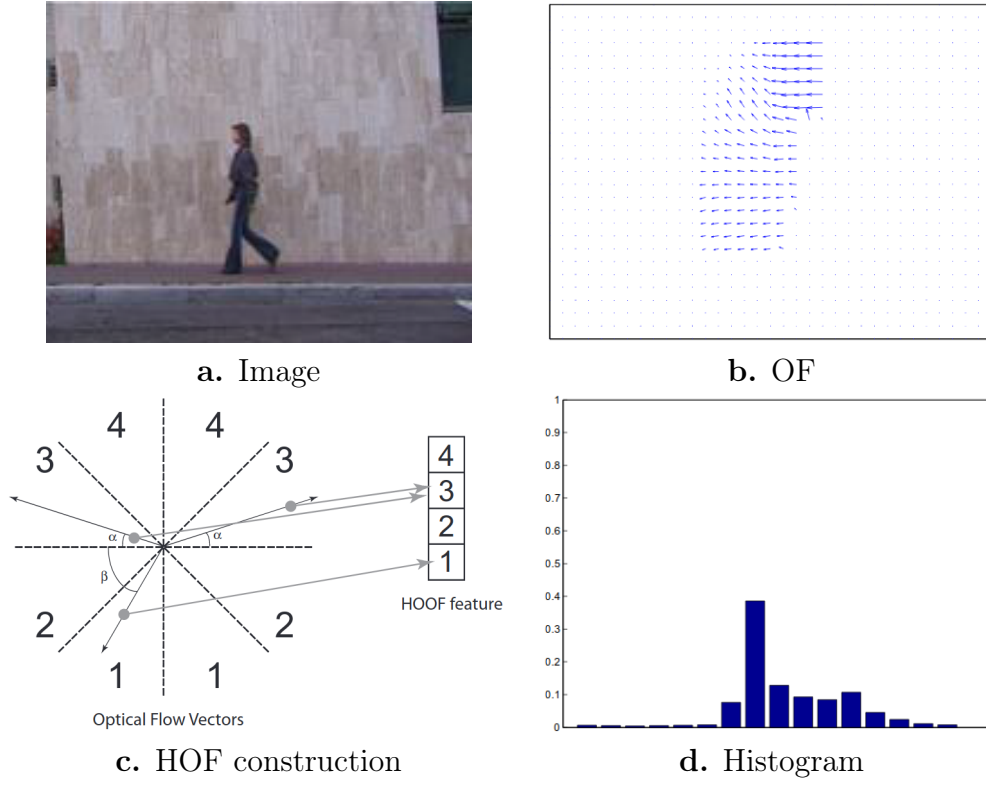 a. Image
b. OF
4 4
3 3
α α
β
2 2
1 1
Optical Flow Vectors
4
3
2
1
HOOF feature
c. HOF construction
1
0.9
0.8
0.7
0.6
0.5
0.4
0.3
0.2
0.1
0
d. Histogram